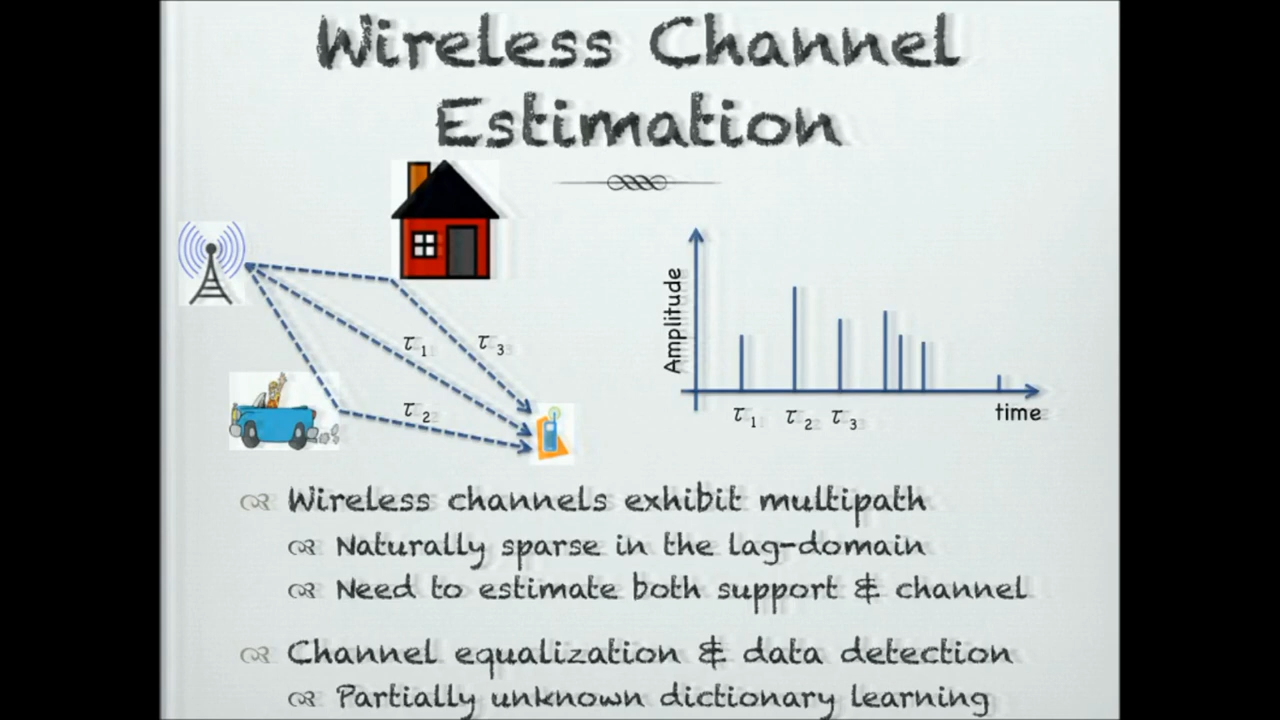 Wireless Channel
Estimation
τ1
τ3
τ2
Amplitude
τ1 τ2 τ3
time
Wireless channels exhibit multipath
Naturally sparse in the lag-domain
Need to estimate both support & channel
Channel equalization & data detection
Partially unknown dictionary learning